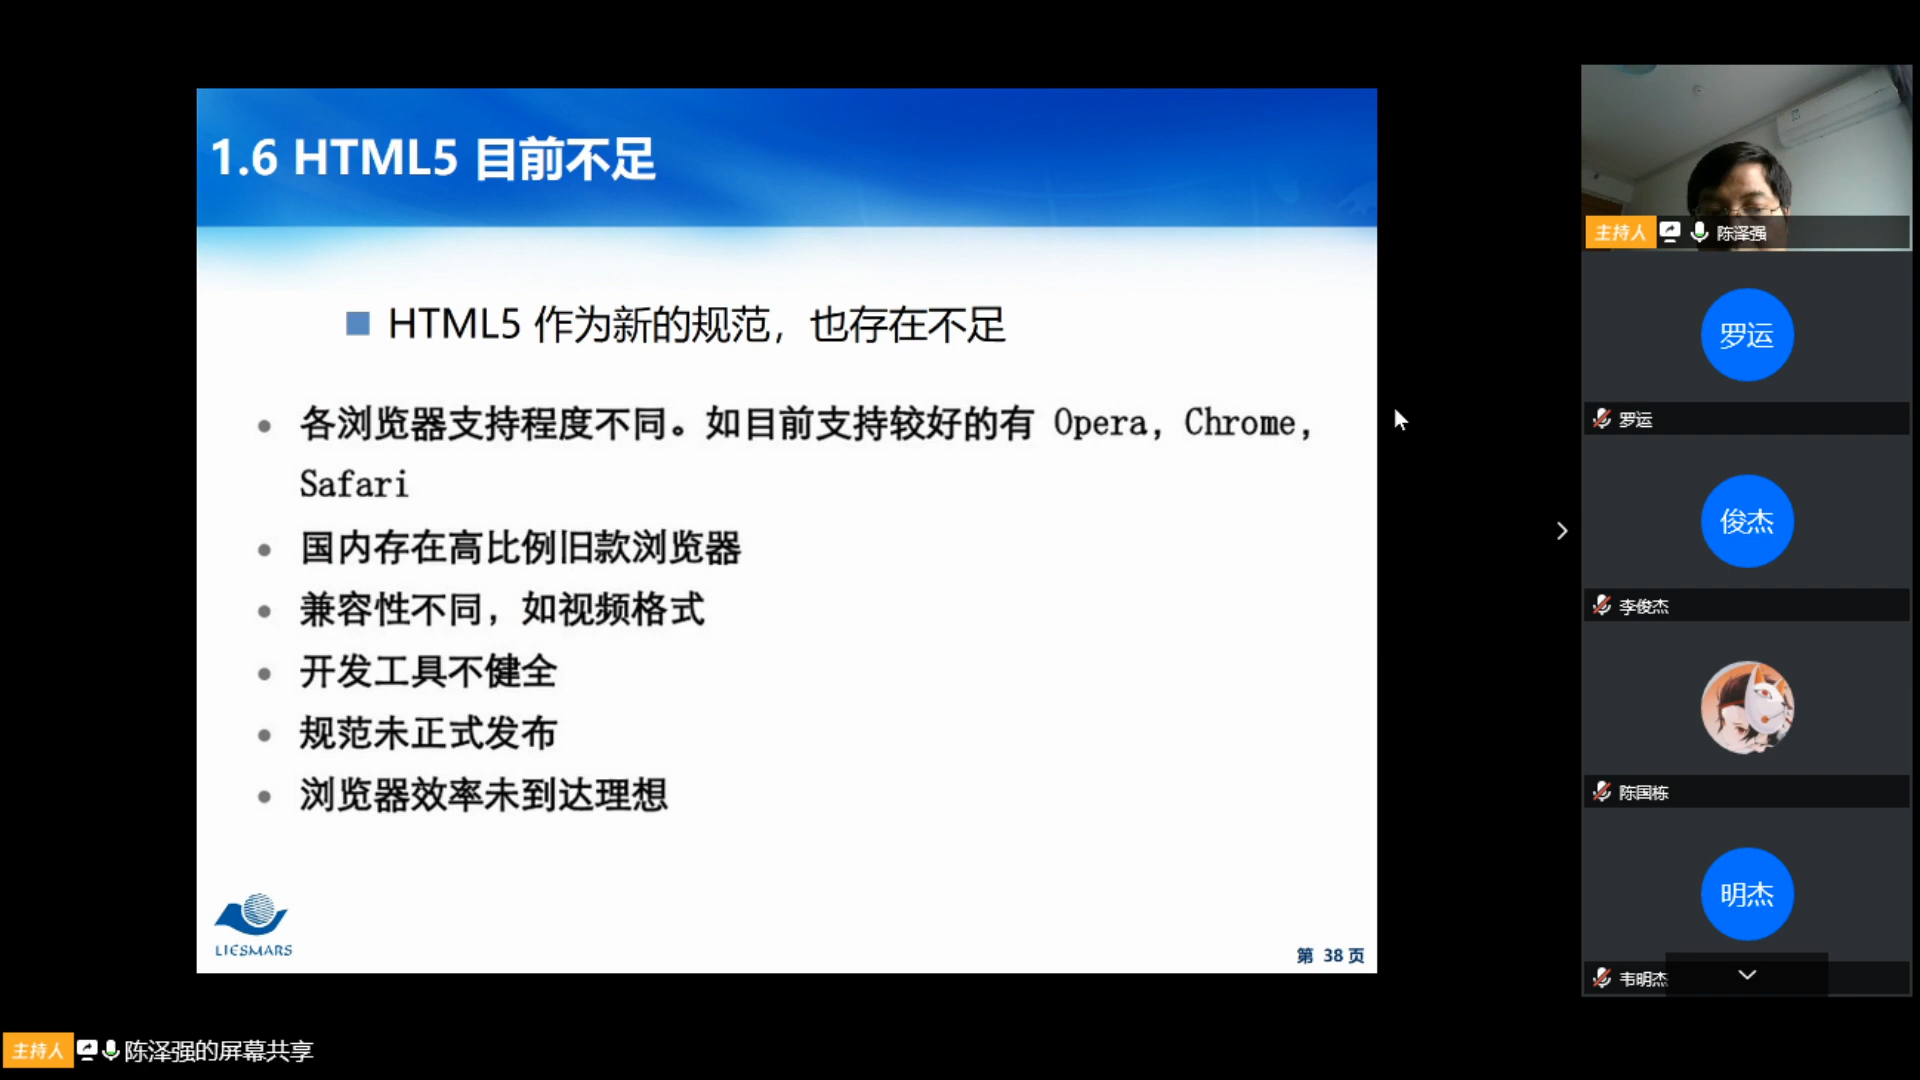 1.6 HTML5 目前不足
HTML5 作为新的规范，也存在不足
各浏览器支持程度不同。如目前支持较好的有 Opera，Chrome，
Safari
国内存在高比例旧款浏览器
兼容性不同，如视频格式
开发工具不健全
规范未正式发布
浏览器效率未到达理想
LIESMARS
第 38 页
主持人 陈泽强
罗运
罗运
俊杰
李俊杰
陈国栋
明杰
韦明杰
主持人 陈泽强的屏幕共享